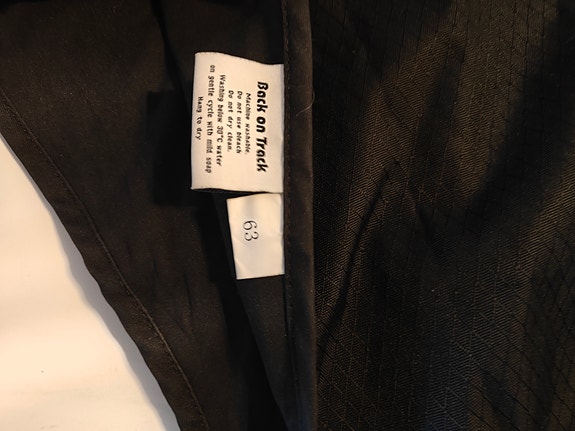 Back on Track
Machine washable.
Do not use bleach
Do not dry clean.
Washing below 30°C water
on gentle cycle with mild soap
Hang to dry
63